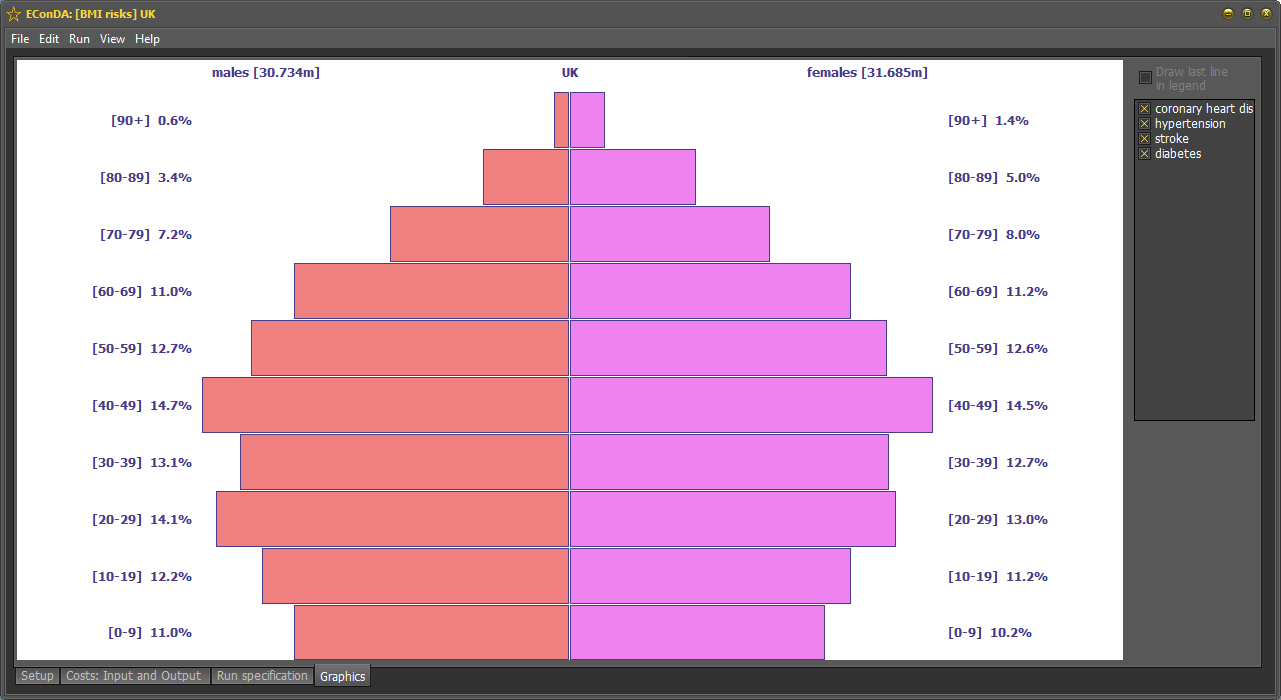 EConDA: [BMI risks] UK
File Edit Run View Help
males [30.734m] UK females [31.685m]
[90+] 0.6% [90+] 1.4%
[80-89] 3.4% [80-89] 5.0%
[70-79] 7.2% [70-79] 8.0%
[60-69] 11.0% [60-69] 11.2%
[50-59] 12.7% [50-59] 12.6%
[40-49] 14.7% [40-49] 14.5%
[30-39] 13.1% [30-39] 12.7%
[20-29] 14.1% [20-29] 13.0%
[10-19] 12.2% [10-19] 11.2%
[0-9] 11.0% [0-9] 10.2%
Draw last line
in legend
coronary heart dis
hypertension
stroke
diabetes
Setup Costs: Input and Output Run specification Graphics